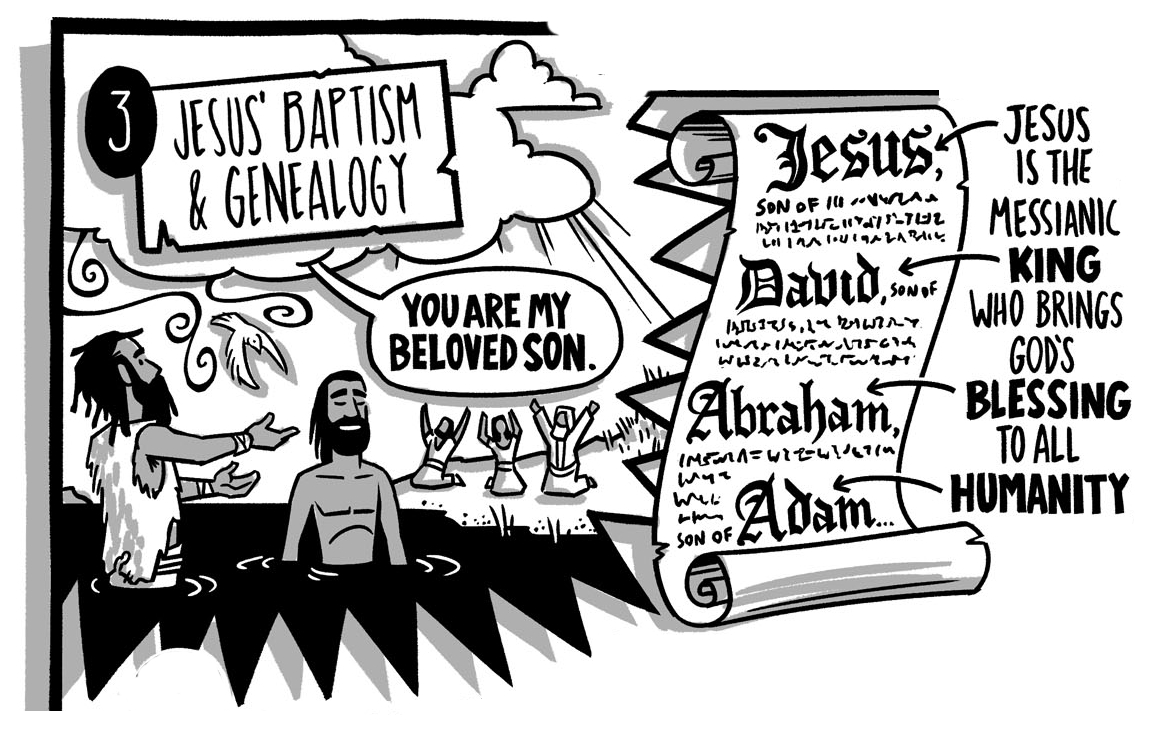 3
JESUS' BAPTISM
& GENEALOGY
YOU ARE MY
BELOVED SON.
Jesus,
SON OF
David, SON OF
Abraham,
SON OF Adam...
JESUS
IS THE
MESSIANIC
KING
WHO BRINGS
GOD'S
BLESSING
TO ALL
HUMANITY